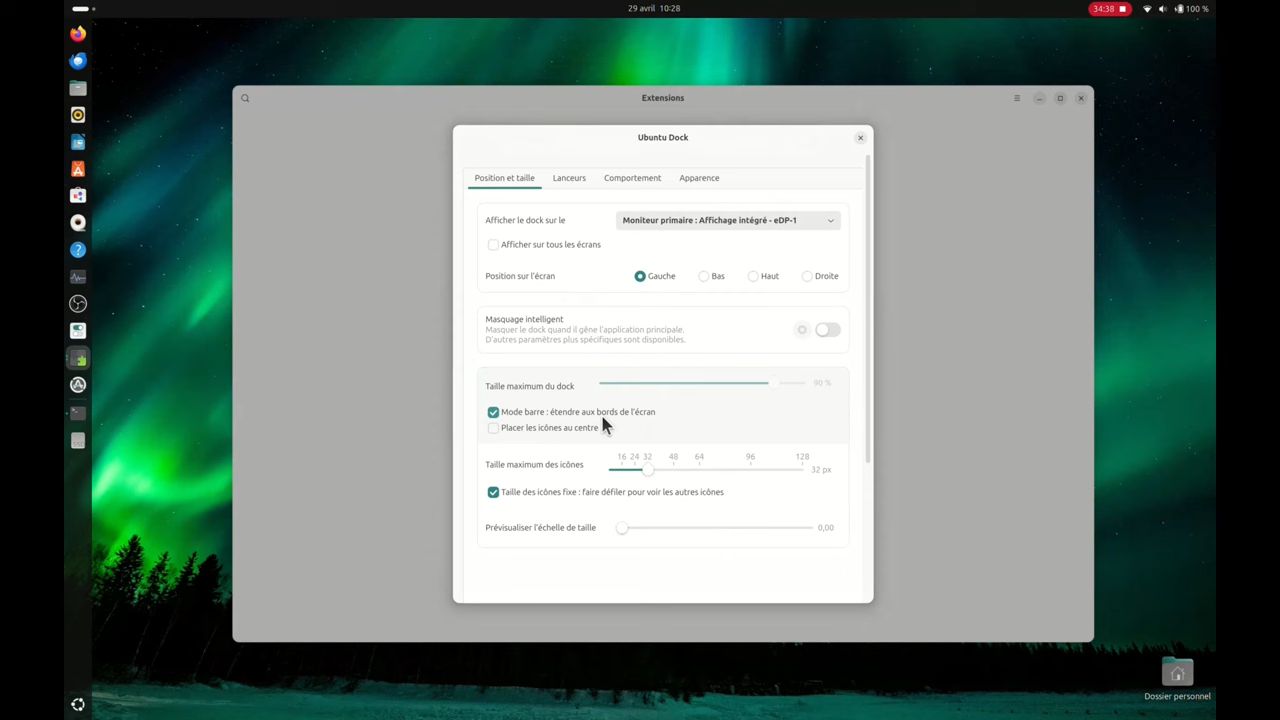 29 avril 10:28
34:38
100 %
Extensions
Ubuntu Dock
Position et taille
Lanceurs
Comportement
Apparence
Afficher le dock sur le
Moniteur primaire : Affichage intégré - eDP-1
Afficher sur tous les écrans
Position sur l'écran
Gauche
Bas
Haut
Droite
Masquage intelligent
Masquer le dock quand il gêne l'application principale.
D'autres paramètres plus spécifiques sont disponibles.
Taille maximum du dock
90 %
Mode barre : étendre aux bords de l'écran
Placer les icônes au centre
Taille maximum des icônes
16 24 32 48 64 96 128
32 px
Taille des icônes fixe : faire défiler pour voir les autres icônes
Prévisualiser l'échelle de taille
0,00
Dossier personnel